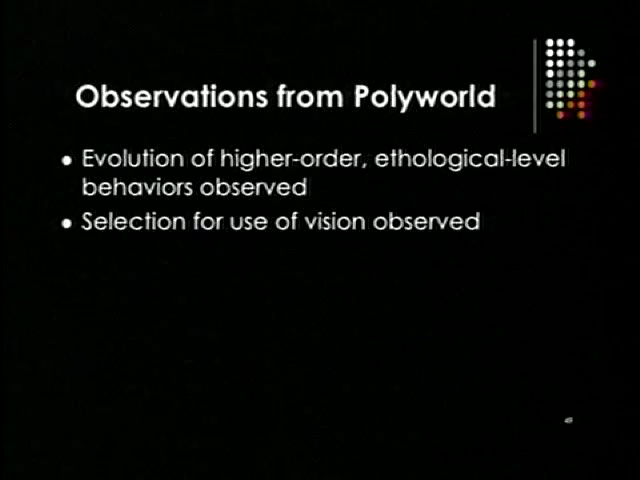 Observations from Polyworld
● Evolution of higher-order, ethological-level
behaviors observed
● Selection for use of vision observed